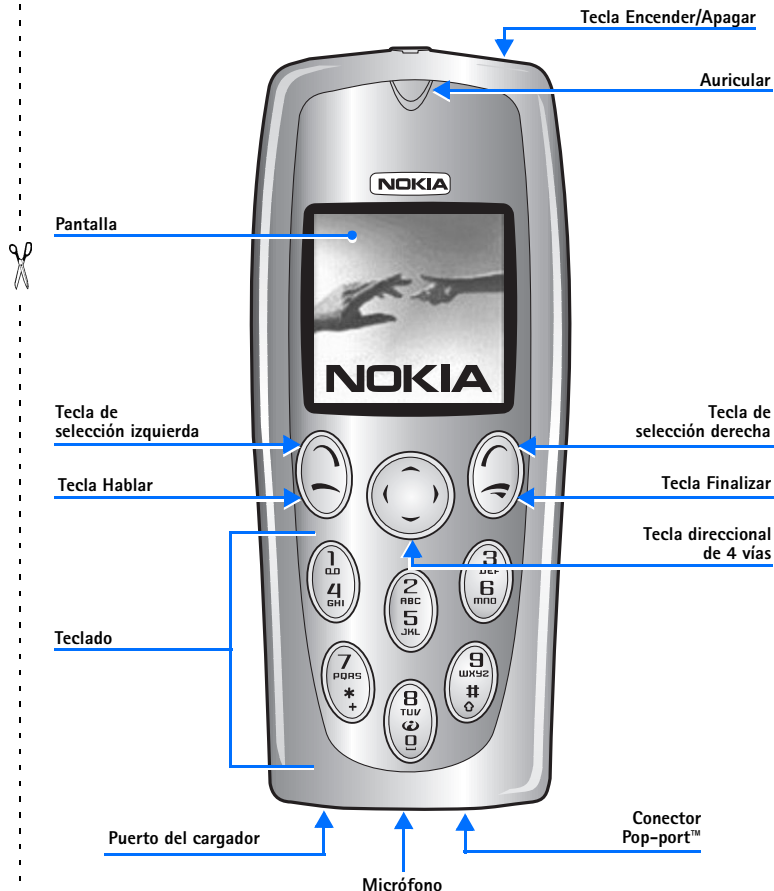 Tecla Encender/Apagar
Auricular
NOKIA
Pantalla
NOKIA
Tecla de
selección izquierda
Tecla de
selección derecha
Tecla Hablar
Tecla Finalizar
Tecla direccional
de 4 vías
1
4
GHI
2
ABC
5
JKL
3
DEF
6
MNO
Teclado
7
PQRS
*
+
8
TUV
0
9
WXYZ
#
Puerto del cargador
Micrófono
Conector
Pop-port™